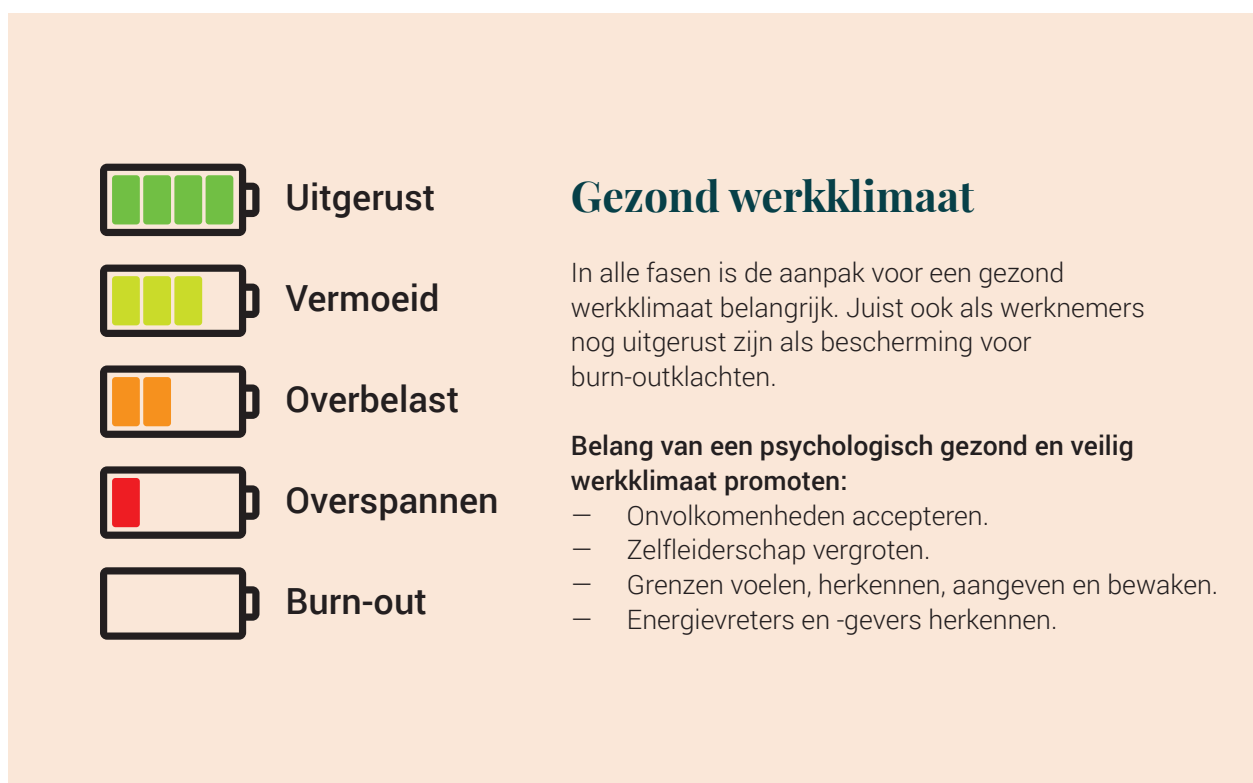 Uitgerust
Vermoeid
Overbelast
Overspannen
Burn-out
Gezond werkklimaat
In alle fasen is de aanpak voor een gezond
werkklimaat belangrijk. Juist ook als werknemers
nog uitgerust zijn als bescherming voor
burn-outklachten.
Belang van een psychologisch gezond en veilig
werkklimaat promoten:
— Onvolkomenheden accepteren.
— Zelfleiderschap vergroten.
— Grenzen voelen, herkennen, aangeven en bewaken.
— Energievreters en -gevers herkennen.